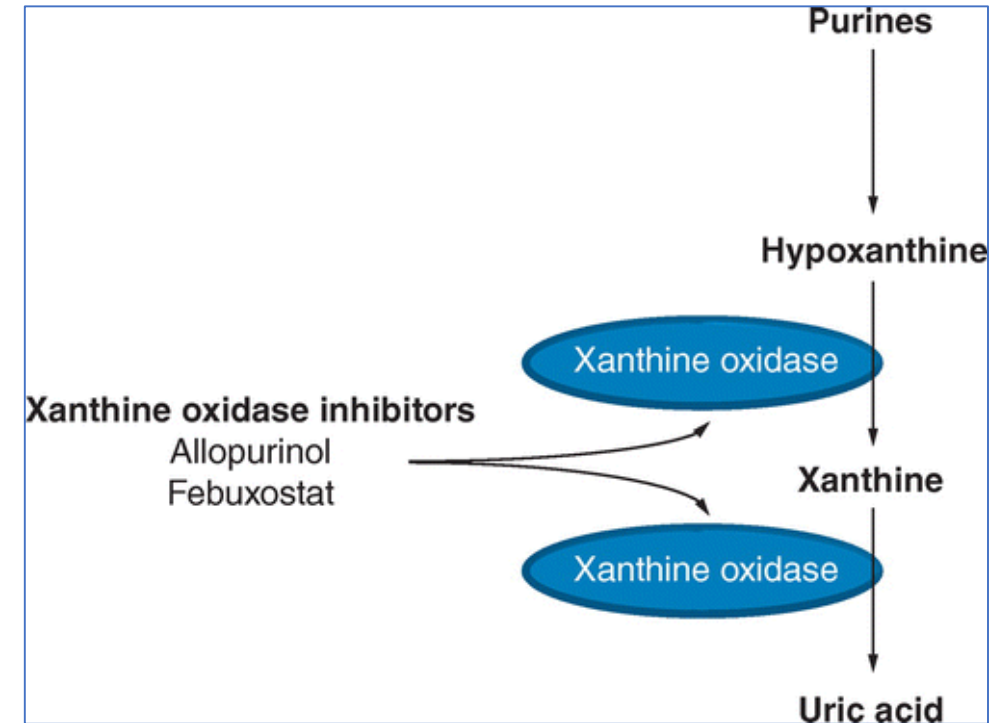 Purines
Hypoxanthine
Xanthine oxidase
Xanthine oxidase inhibitors
Allopurinol
Febuxostat
Xanthine
Xanthine oxidase
Uric acid